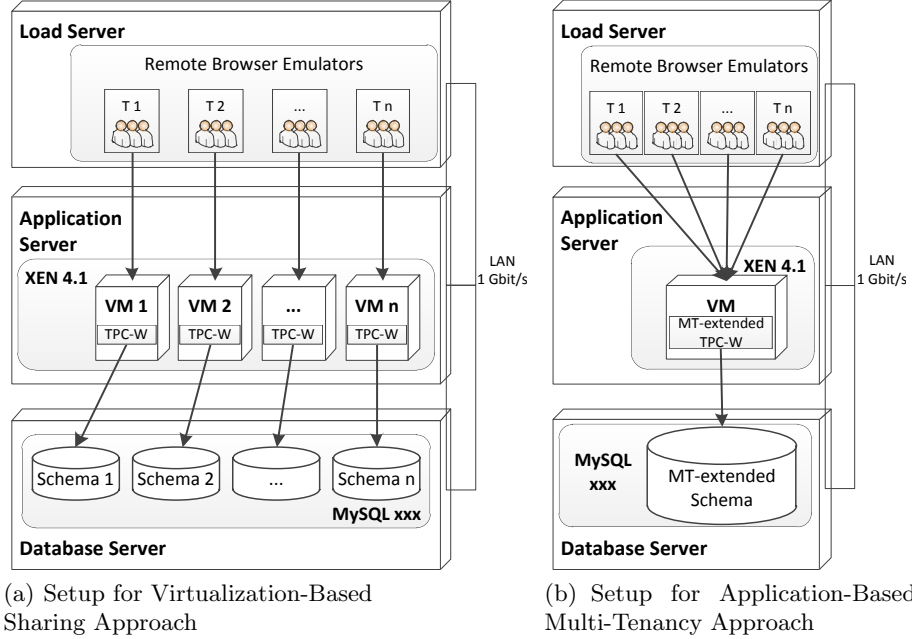 Load Server
Remote Browser Emulators
T 1
T 2
...
T n
Application
Server
XEN 4.1
VM 1
VM 2
...
VM n
TPC-W
TPC-W
TPC-W
TPC-W
LAN
1 Gbit/s
Schema 1
Schema 2
...
Schema n
MySQL xxx
Database Server
(a) Setup for Virtualization-Based
Sharing Approach
Load Server
Remote Browser Emulators
T 1
T 2
...
T n
Application
Server
XEN 4.1
VM
MT-extended
TPC-W
LAN
1 Gbit/s
MySQL
xxx
MT-extended
Schema
Database Server
(b) Setup for Application-Based
Multi-Tenancy Approach